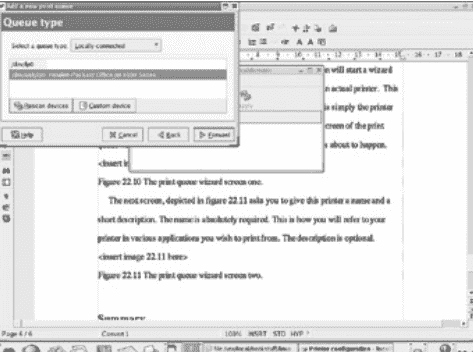 Add a new print queue
Queue type
Select a queue type: Locally-connected
/dev/lp0
Rescan devices Custom device
Help Cancel Back Forward
m will start a wizard
n actual printer. This
is simply the printer
creen of the print
s about to happen.
<insert i
Figure 22.10 The print queue wizard screen one.
The next screen, depicted in figure 22.11 asks you to give this printer a name and a
short description. The name is absolutely required. This is how you will refer to your
printer in various applications you wish to print from. The description is optional.
<insert image 22.11 here>
Figure 22.11 The print queue wizard screen two.
Summary
Page 6 / 6 Convert 1 100% INSRT STD HYP *
Printer configuration - loca